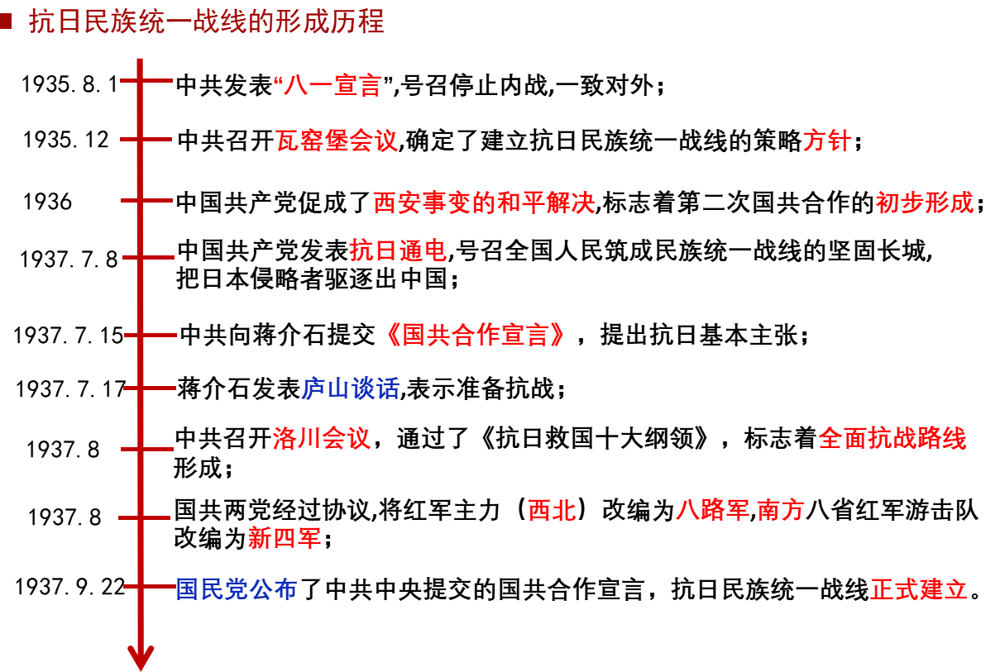 抗日民族统一战线的形成历程
1935.8.1 中共发表“八一宣言”,号召停止内战,一致对外；
1935.12 中共召开瓦窑堡会议,确定了建立抗日民族统一战线的策略方针；
1936 中国共产党促成了西安事变的和平解决,标志着第二次国共合作的初步形成；
1937.7.8 中国共产党发表抗日通电,号召全国人民筑成民族统一战线的坚固长城,
把日本侵略者驱逐出中国；
1937.7.15 中共向蒋介石提交《国共合作宣言》，提出抗日基本主张；
1937.7.17 蒋介石发表庐山谈话,表示准备抗战；
1937.8 中共召开洛川会议，通过了《抗日救国十大纲领》，标志着全面抗战路线
形成；
1937.8 国共两党经过协议,将红军主力（西北）改编为八路军,南方八省红军游击队
改编为新四军；
1937.9.22 国民党公布了中共中央提交的国共合作宣言，抗日民族统一战线正式建立。